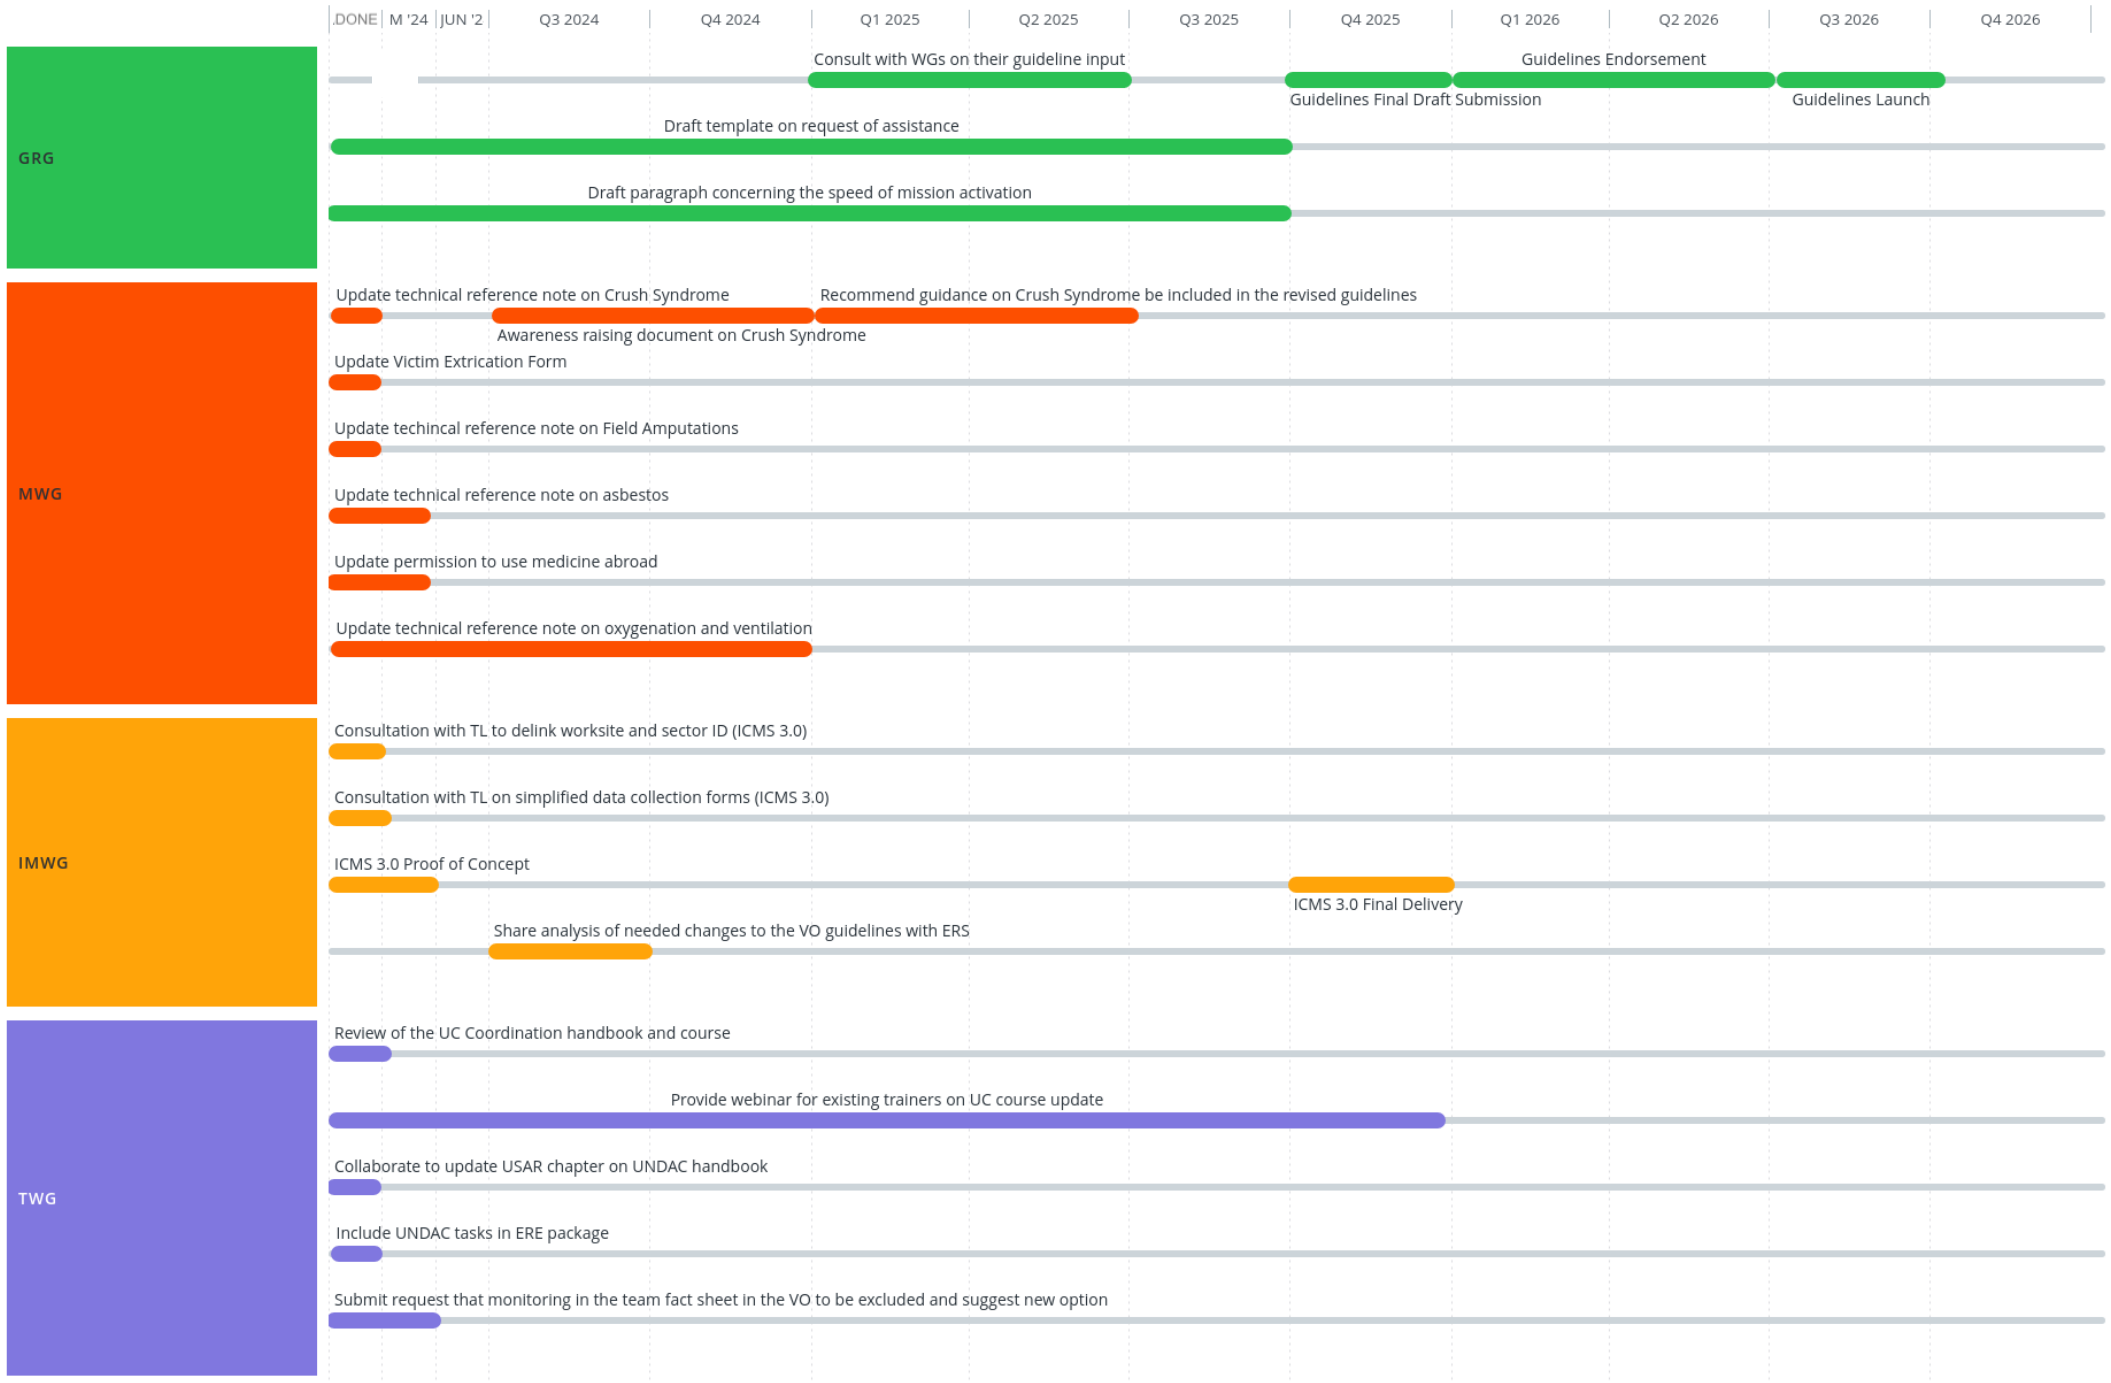 .DONE M '24 JUN '2 Q3 2024 Q4 2024 Q1 2025 Q2 2025 Q3 2025 Q4 2025 Q1 2026 Q2 2026 Q3 2026 Q4 2026
GRG
Consult with WGs on their guideline input
Guidelines Endorsement
Guidelines Final Draft Submission
Guidelines Launch
Draft template on request of assistance
Draft paragraph concerning the speed of mission activation
MWG
Update technical reference note on Crush Syndrome
Recommend guidance on Crush Syndrome be included in the revised guidelines
Awareness raising document on Crush Syndrome
Update Victim Extrication Form
Update techincal reference note on Field Amputations
Update technical reference note on asbestos
Update permission to use medicine abroad
Update technical reference note on oxygenation and ventilation
IMWG
Consultation with TL to delink worksite and sector ID (ICMS 3.0)
Consultation with TL on simplified data collection forms (ICMS 3.0)
ICMS 3.0 Proof of Concept
ICMS 3.0 Final Delivery
Share analysis of needed changes to the VO guidelines with ERS
TWG
Review of the UC Coordination handbook and course
Provide webinar for existing trainers on UC course update
Collaborate to update USAR chapter on UNDAC handbook
Include UNDAC tasks in ERE package
Submit request that monitoring in the team fact sheet in the VO to be excluded and suggest new option